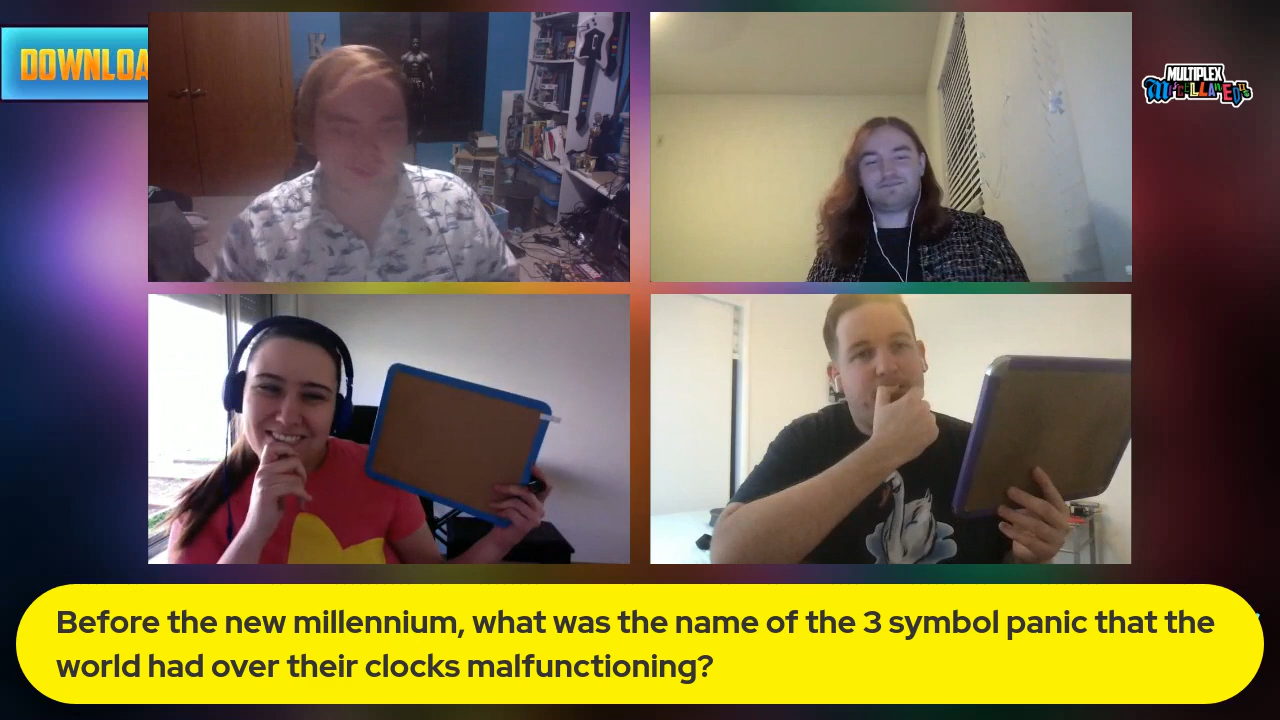 DOWNLOA
MULTIPLEX
MISCELLANEOUS
K
Before the new millennium, what was the name of the 3 symbol panic that the
world had over their clocks malfunctioning?